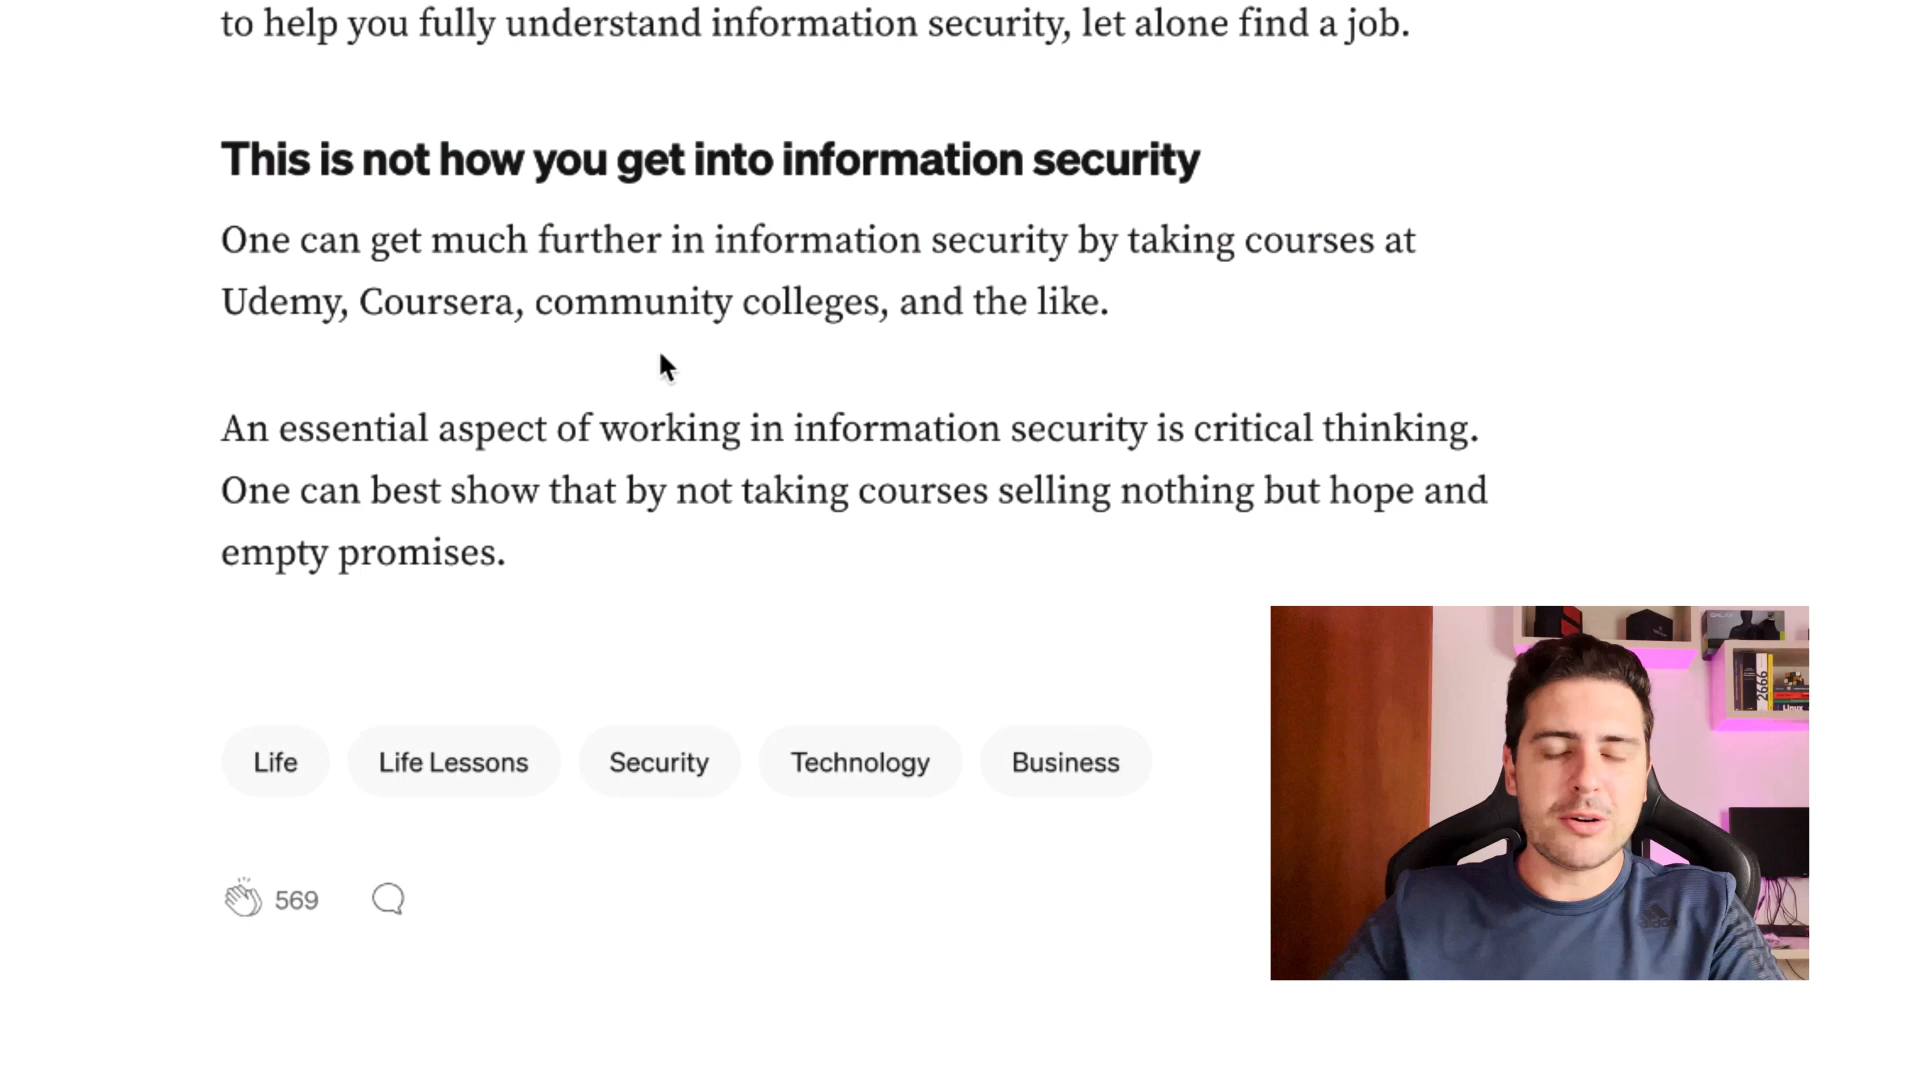 to help you fully understand information security, let alone find a job.
This is not how you get into information security
One can get much further in information security by taking courses at
Udemy, Coursera, community colleges, and the like.
An essential aspect of working in information security is critical thinking.
One can best show that by not taking courses selling nothing but hope and
empty promises.
Life
Life Lessons
Security
Technology
Business
569
2666
Linux
adidas